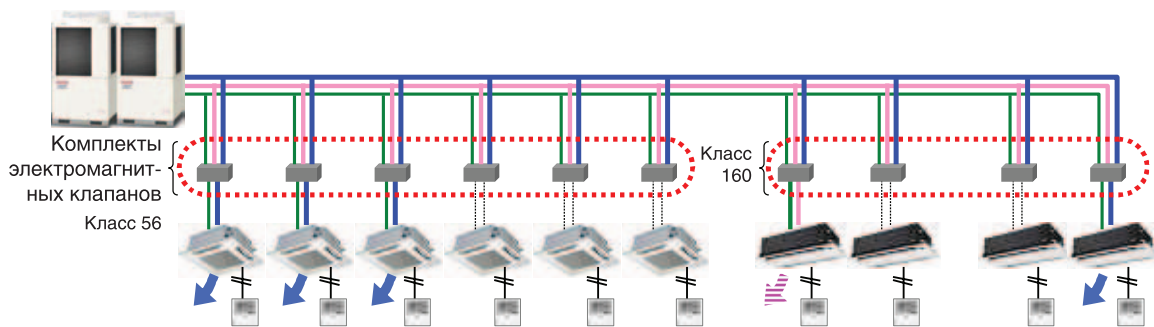 Комплекты
электромагнит-
ных клапанов
Класс 56
Класс
160